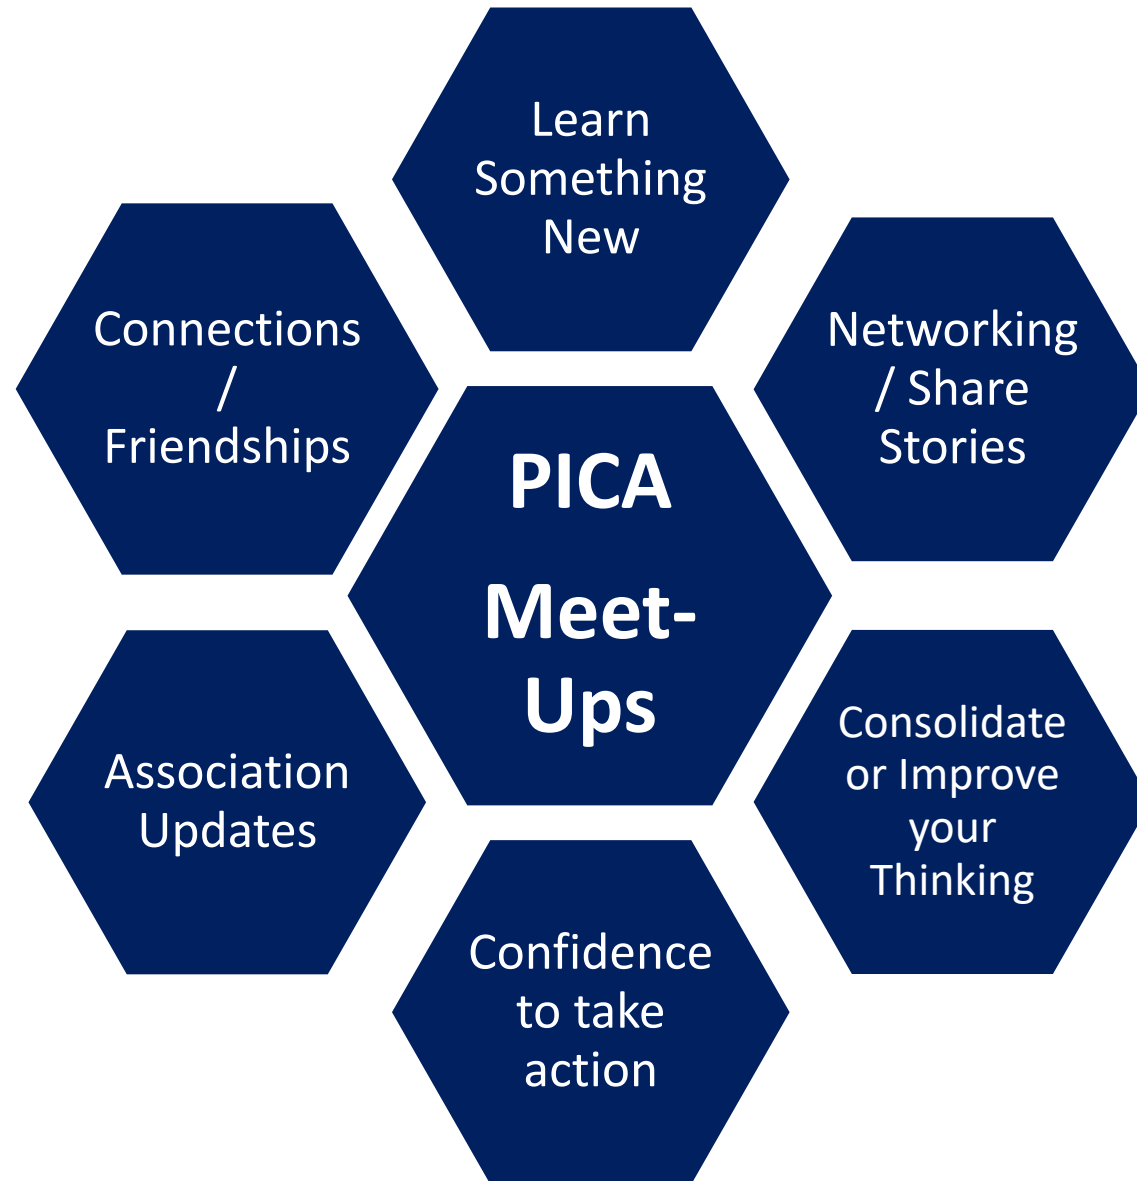 Learn
Something
New
Connections
/
Friendships
Networking
/ Share
Stories
PICA
Meet-
Ups
Association
Updates
Consolidate
or Improve
your
Thinking
Confidence
to take
action